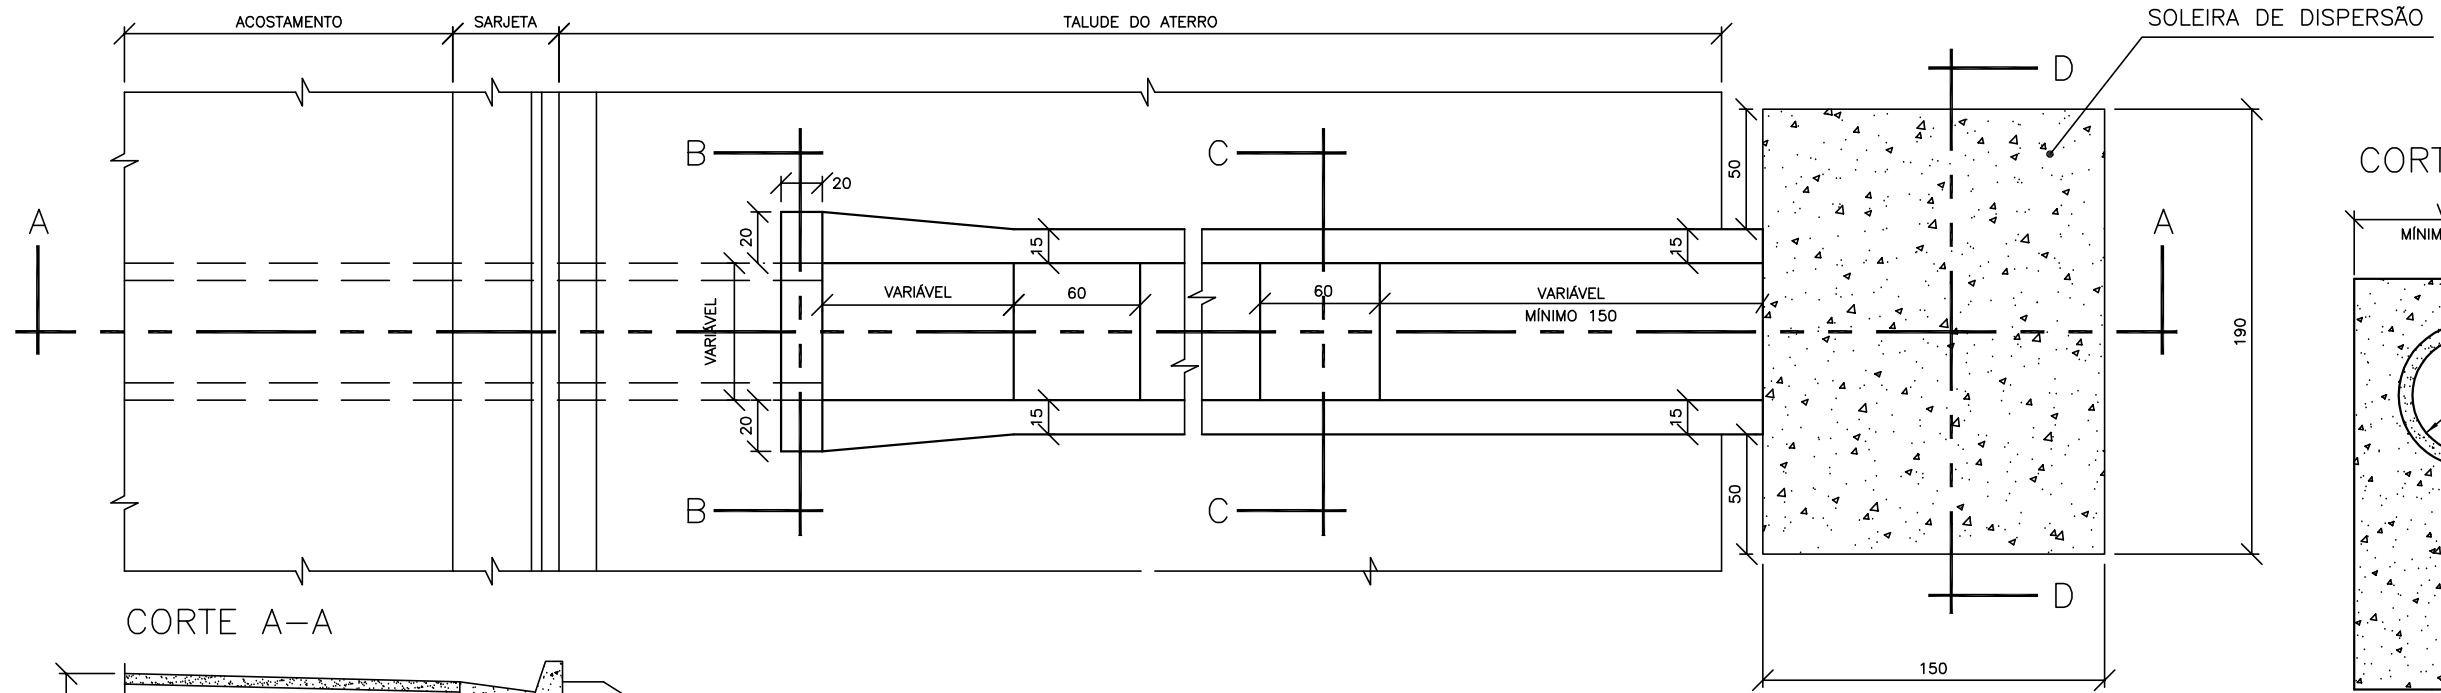 ACOSTAMENTO
SARJETA
TALUDE DO ATERRO
SOLEIRA DE DISPERSÃO
D
B
C
CORT
20
50
A
A
MÍNIM
20
15
15
VARIÁVEL
60
60
VARIÁVEL
MÍNIMO 150
VARIÁVEL
190
20
15
15
50
B
C
D
CORTE A-A
150